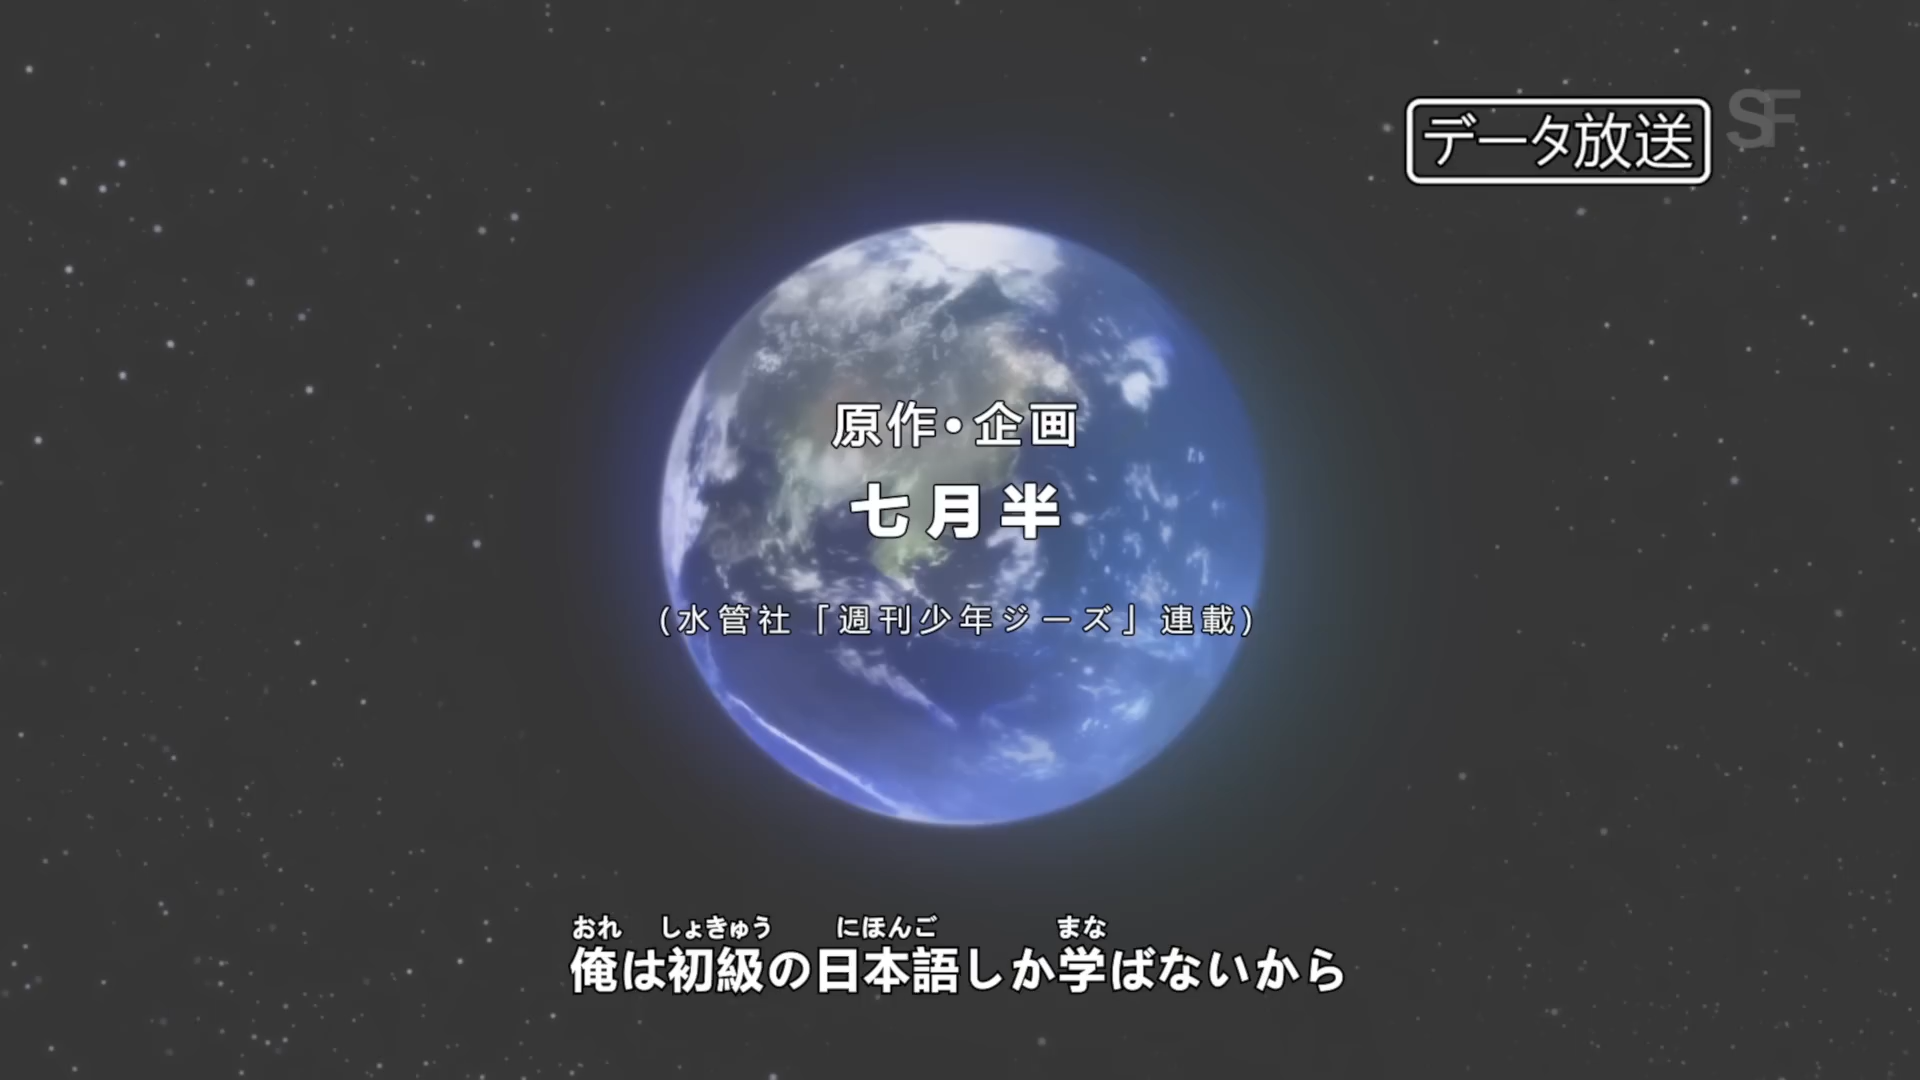 データ放送
SF
原作・企画
七月半
(水管社「週刊少年ジーズ」連載)
おれ しょきゅう にほんご まな
俺は初級の日本語しか学ばないから